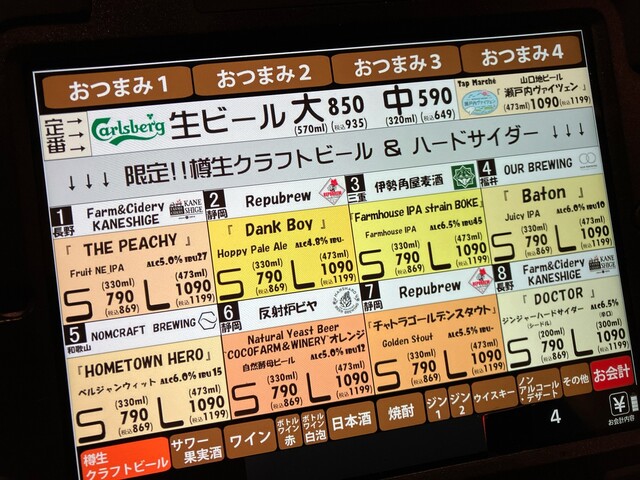 おつまみ1 おつまみ2 おつまみ3 おつまみ4
定番→→→ Carlsberg 生ビール 大 850 (570ml) (税込935) 中 590 (320ml) (税込649)
Tap Marché 山口地ビール
『瀬戸内ヴァイツェン』
(473ml) 1090 (税込1199)
↓↓↓ 限定!!樽生クラフトビール & ハードサイダー ↓↓↓
1 長野 Farm&Cidery KANESHIGE
『 THE PEACHY 』
Fruit NE IPA ALC5.0% IBU27
S (330ml) 790 (税込869) L (473ml) 1090 (税込1199)
2 静岡 Repubrew
『 Dank Boy 』
Hoppy Pale Ale ALC4.8% IBU-
S (330ml) 790 (税込869) L (473ml) 1090 (税込1199)
3 三重 伊勢角屋麦酒
『Farmhouse IPA strain BOKE』
Farmhouse IPA ALC6.5% IBU45
S (330ml) 790 (税込869) L (473ml) 1090 (税込1199)
4 福井 OUR BREWING
『 Baton 』
Juicy IPA ALC6.0% IBU10
S (330ml) 790 (税込869) L (473ml) 1090 (税込1199)
5 和歌山 NOMCRAFT BREWING
『HOMETOWN HERO』
ベルジャンウィット ALC6.0% IBU15
S (330ml) 790 (税込869) L (473ml) 1090 (税込1199)
6 静岡 反射炉ビヤ
Natural Yeast Beer
『COCOFARM&WINERY'オレンジ』
自然酵母ビール ALC5.0% IBU12
S (330ml) 790 (税込869) L (473ml) 1090 (税込1199)
7 静岡 Repubrew
『チャトラゴールデンスタウト』
Golden Stout ALC5.5% IBU-
S (330ml) 790 (税込869) L (473ml) 1090 (税込1199)
8 長野 Farm&Cidery KANESHIGE
『 DOCTOR 』
ジンジャーハードサイダー (シードル) ALC6.5% (辛口)
S (200ml) 790 (税込869) L (300ml) 1090 (税込1199)
樽生クラフトビール
サワー果実酒
ワイン
ボトルワイン赤
ボトルワイン白泡
日本酒
焼酎
ジン1
ジン2
ウイスキー
ノンアルコール・デザート
その他
お会計
4
¥
お会計内容